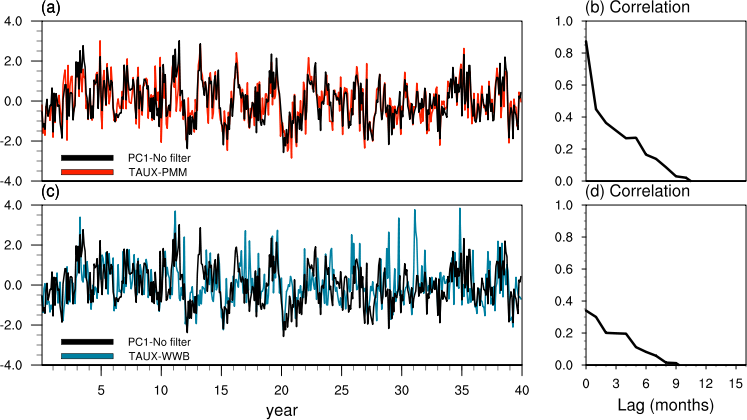 (a)
4.0
2.0
0.0
-2.0
-4.0
PC1-No filter
TAUX-PMM
(b) Correlation
1.0
0.8
0.6
0.4
0.2
0.0
(c)
4.0
2.0
0.0
-2.0
-4.0
PC1-No filter
TAUX-WWB
5 10 15 20 25 30 35 40
year
(d) Correlation
1.0
0.8
0.6
0.4
0.2
0.0
0 3 6 9 12 15
Lag (months)